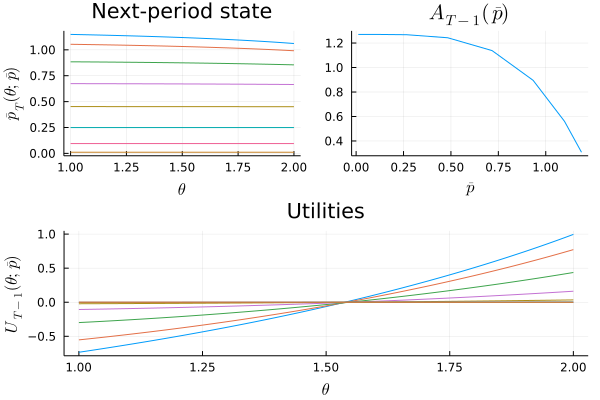 Next-period state
p̄_T(θ; p̄)
1.00
0.75
0.50
0.25
0.00
1.00 1.25 1.50 1.75 2.00
θ
A_{T−1}(p̄)
1.2
1.0
0.8
0.6
0.4
0.00 0.25 0.50 0.75 1.00
p̄
Utilities
U_{T−1}(θ; p̄)
1.0
0.5
0.0
−0.5
1.00 1.25 1.50 1.75 2.00
θ